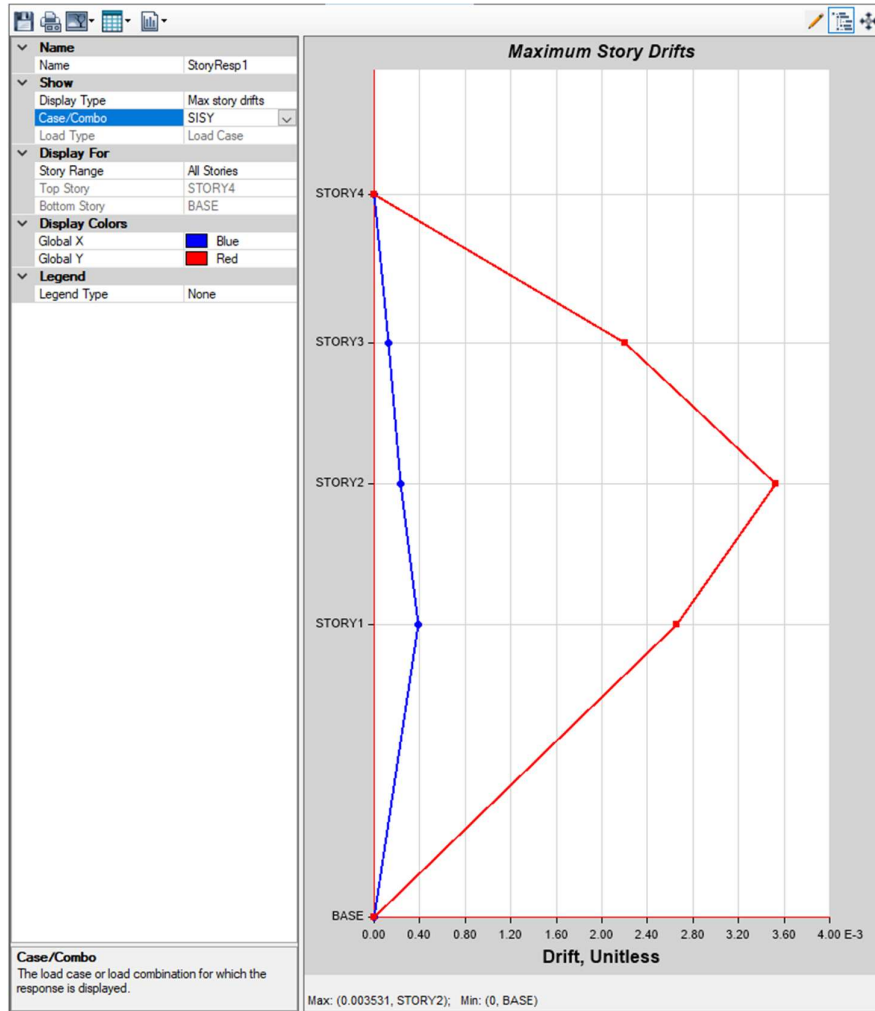 Name
Name StoryResp1
Show
Display Type Max story drifts
Case/Combo SISY
Load Type Load Case
Display For
Story Range All Stories
Top Story STORY4
Bottom Story BASE
Display Colors
Global X Blue
Global Y Red
Legend
Legend Type None
Case/Combo
The load case or load combination for which the
response is displayed.
Maximum Story Drifts
STORY4
STORY3
STORY2
STORY1
BASE
0.00 0.40 0.80 1.20 1.60 2.00 2.40 2.80 3.20 3.60 4.00 E-3
Drift, Unitless
Max: (0.003531, STORY2); Min: (0, BASE)